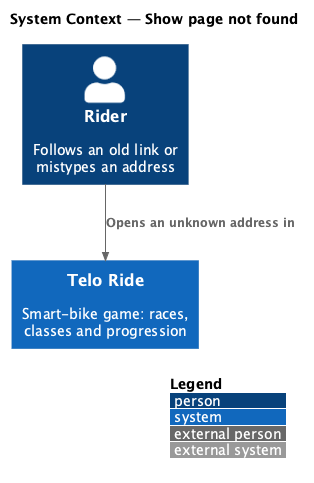 System Context — Show page not found
Rider
Follows an old link or
mistypes an address
Opens an unknown address in
Telo Ride
Smart-bike game: races,
classes and progression
Legend
person
system
external person
external system